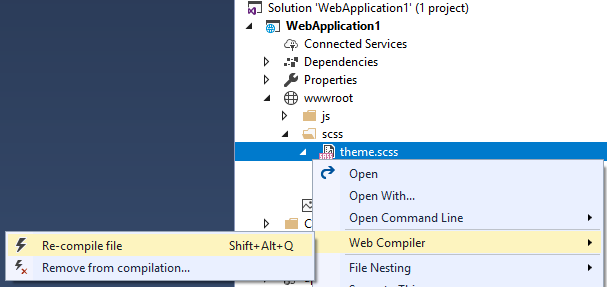 Solution 'WebApplication1' (1 project)
WebApplication1
Connected Services
Dependencies
Properties
wwwroot
js
scss
theme.scss
Open
Open With...
Open Command Line
C
Web Compiler
Re-compile file Shift+Alt+Q
Remove from compilation...
File Nesting